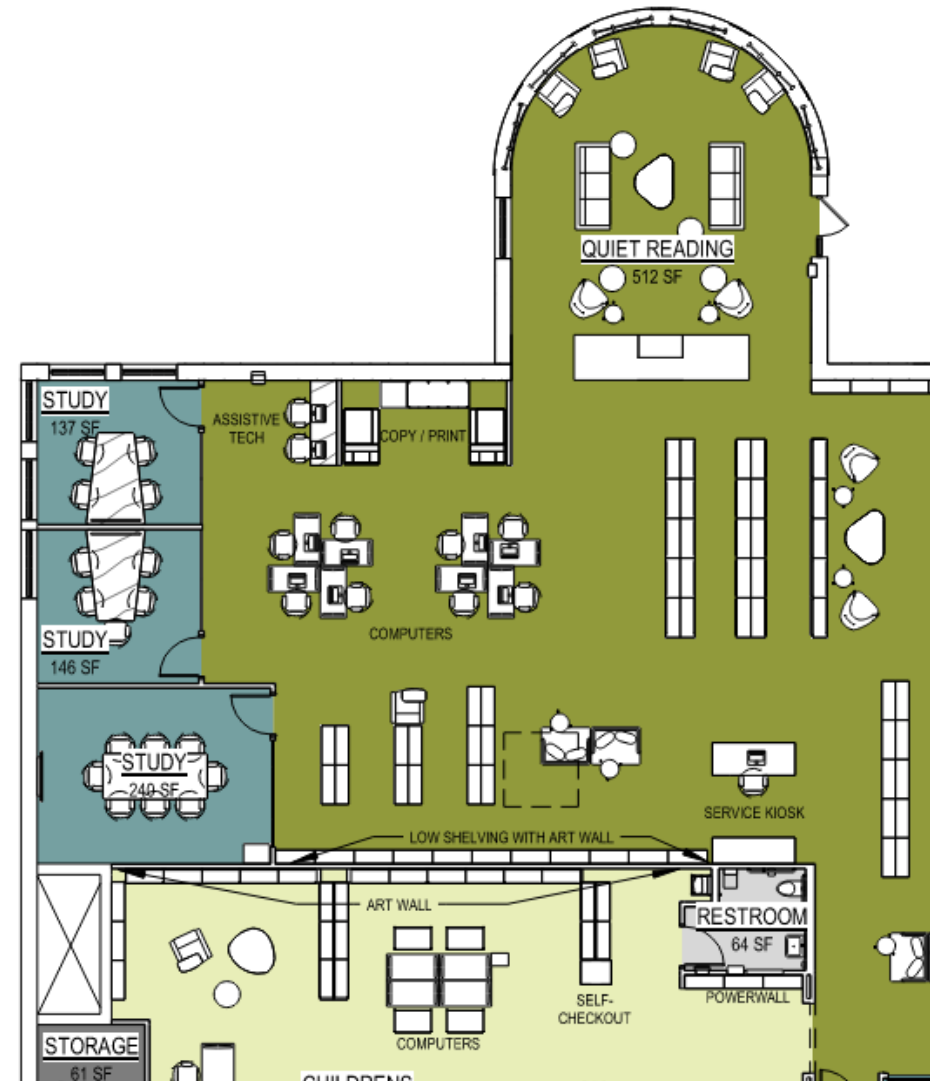 QUIET READING
512 SF
STUDY
137 SF
ASSISTIVE
TECH
COPY / PRINT
COMPUTERS
STUDY
146 SF
STUDY
240 SF
SERVICE KIOSK
LOW SHELVING WITH ART WALL
ART WALL
RESTROOM
64 SF
POWERWALL
SELF-
CHECKOUT
COMPUTERS
STORAGE
61 SF
CHILDRENS